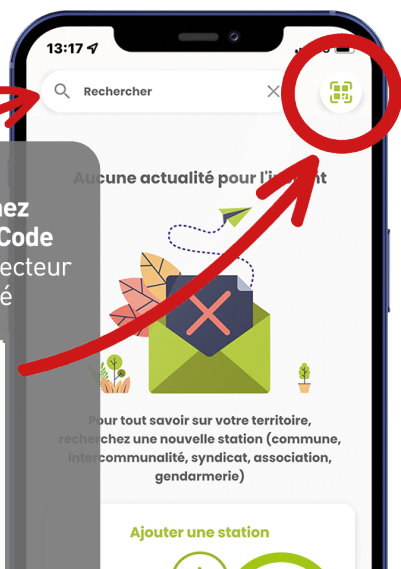 13:17
Rechercher
Aucune actualité pour l'instant
nez
Code
ecteur
é
Pour tout savoir sur votre territoire,
recherchez une nouvelle station (commune,
intercommunalité, syndicat, association,
gendarmerie)
Ajouter une station